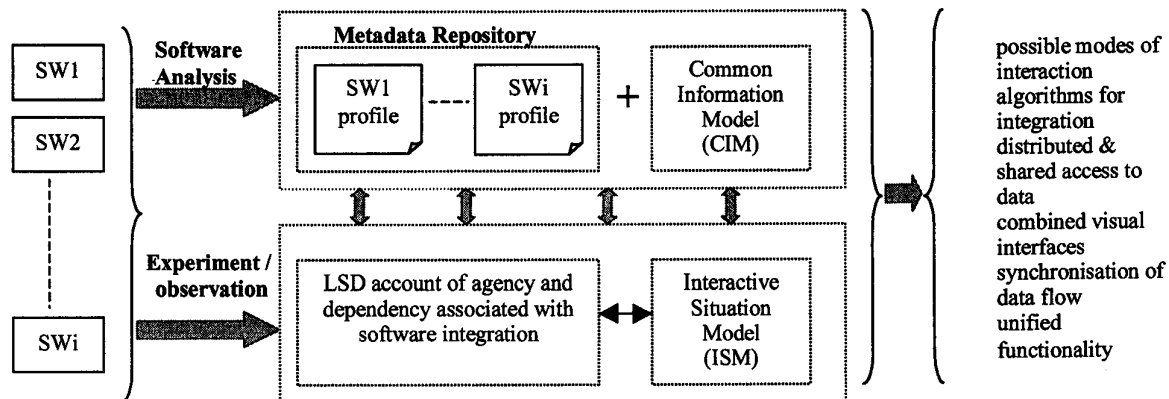 SW1
SW2
SWi
Software
Analysis
Experiment /
observation
Metadata Repository
SW1
profile
SWi
profile
+
Common
Information
Model
(CIM)
LSD account of agency and
dependency associated with
software integration
Interactive
Situation
Model
(ISM)
possible modes of
interaction
algorithms for
integration
distributed &
shared access to
data
combined visual
interfaces
synchronisation of
data flow
unified
functionality